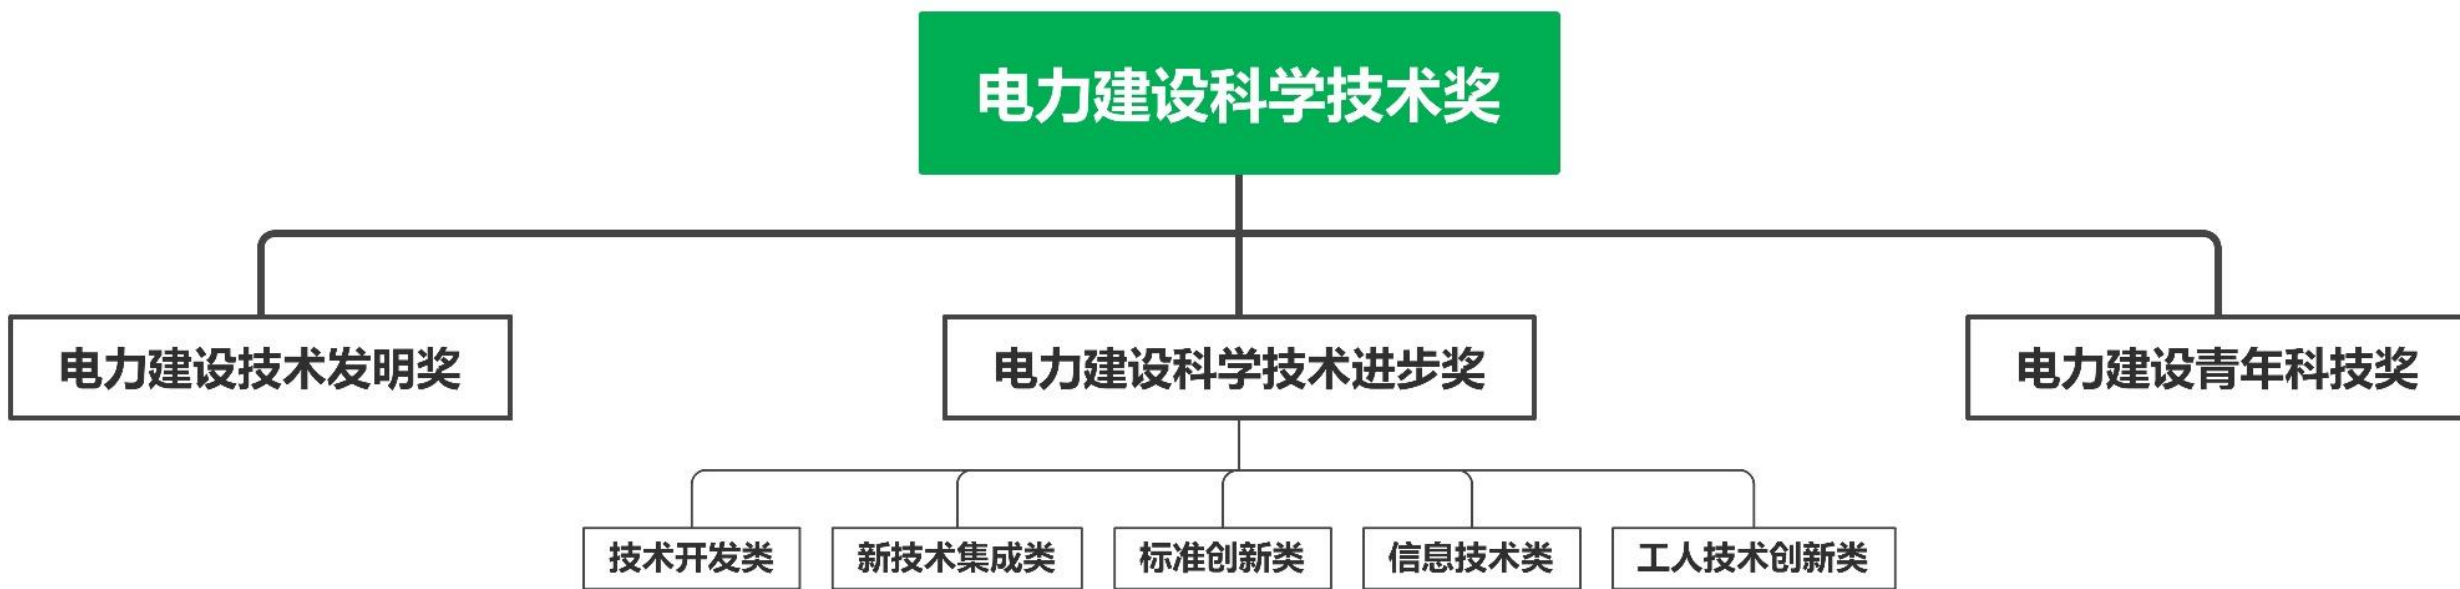 电力建设科学技术奖
电力建设技术发明奖
电力建设科学技术进步奖
电力建设青年科技奖
技术开发类
新技术集成类
标准创新类
信息技术类
工人技术创新类